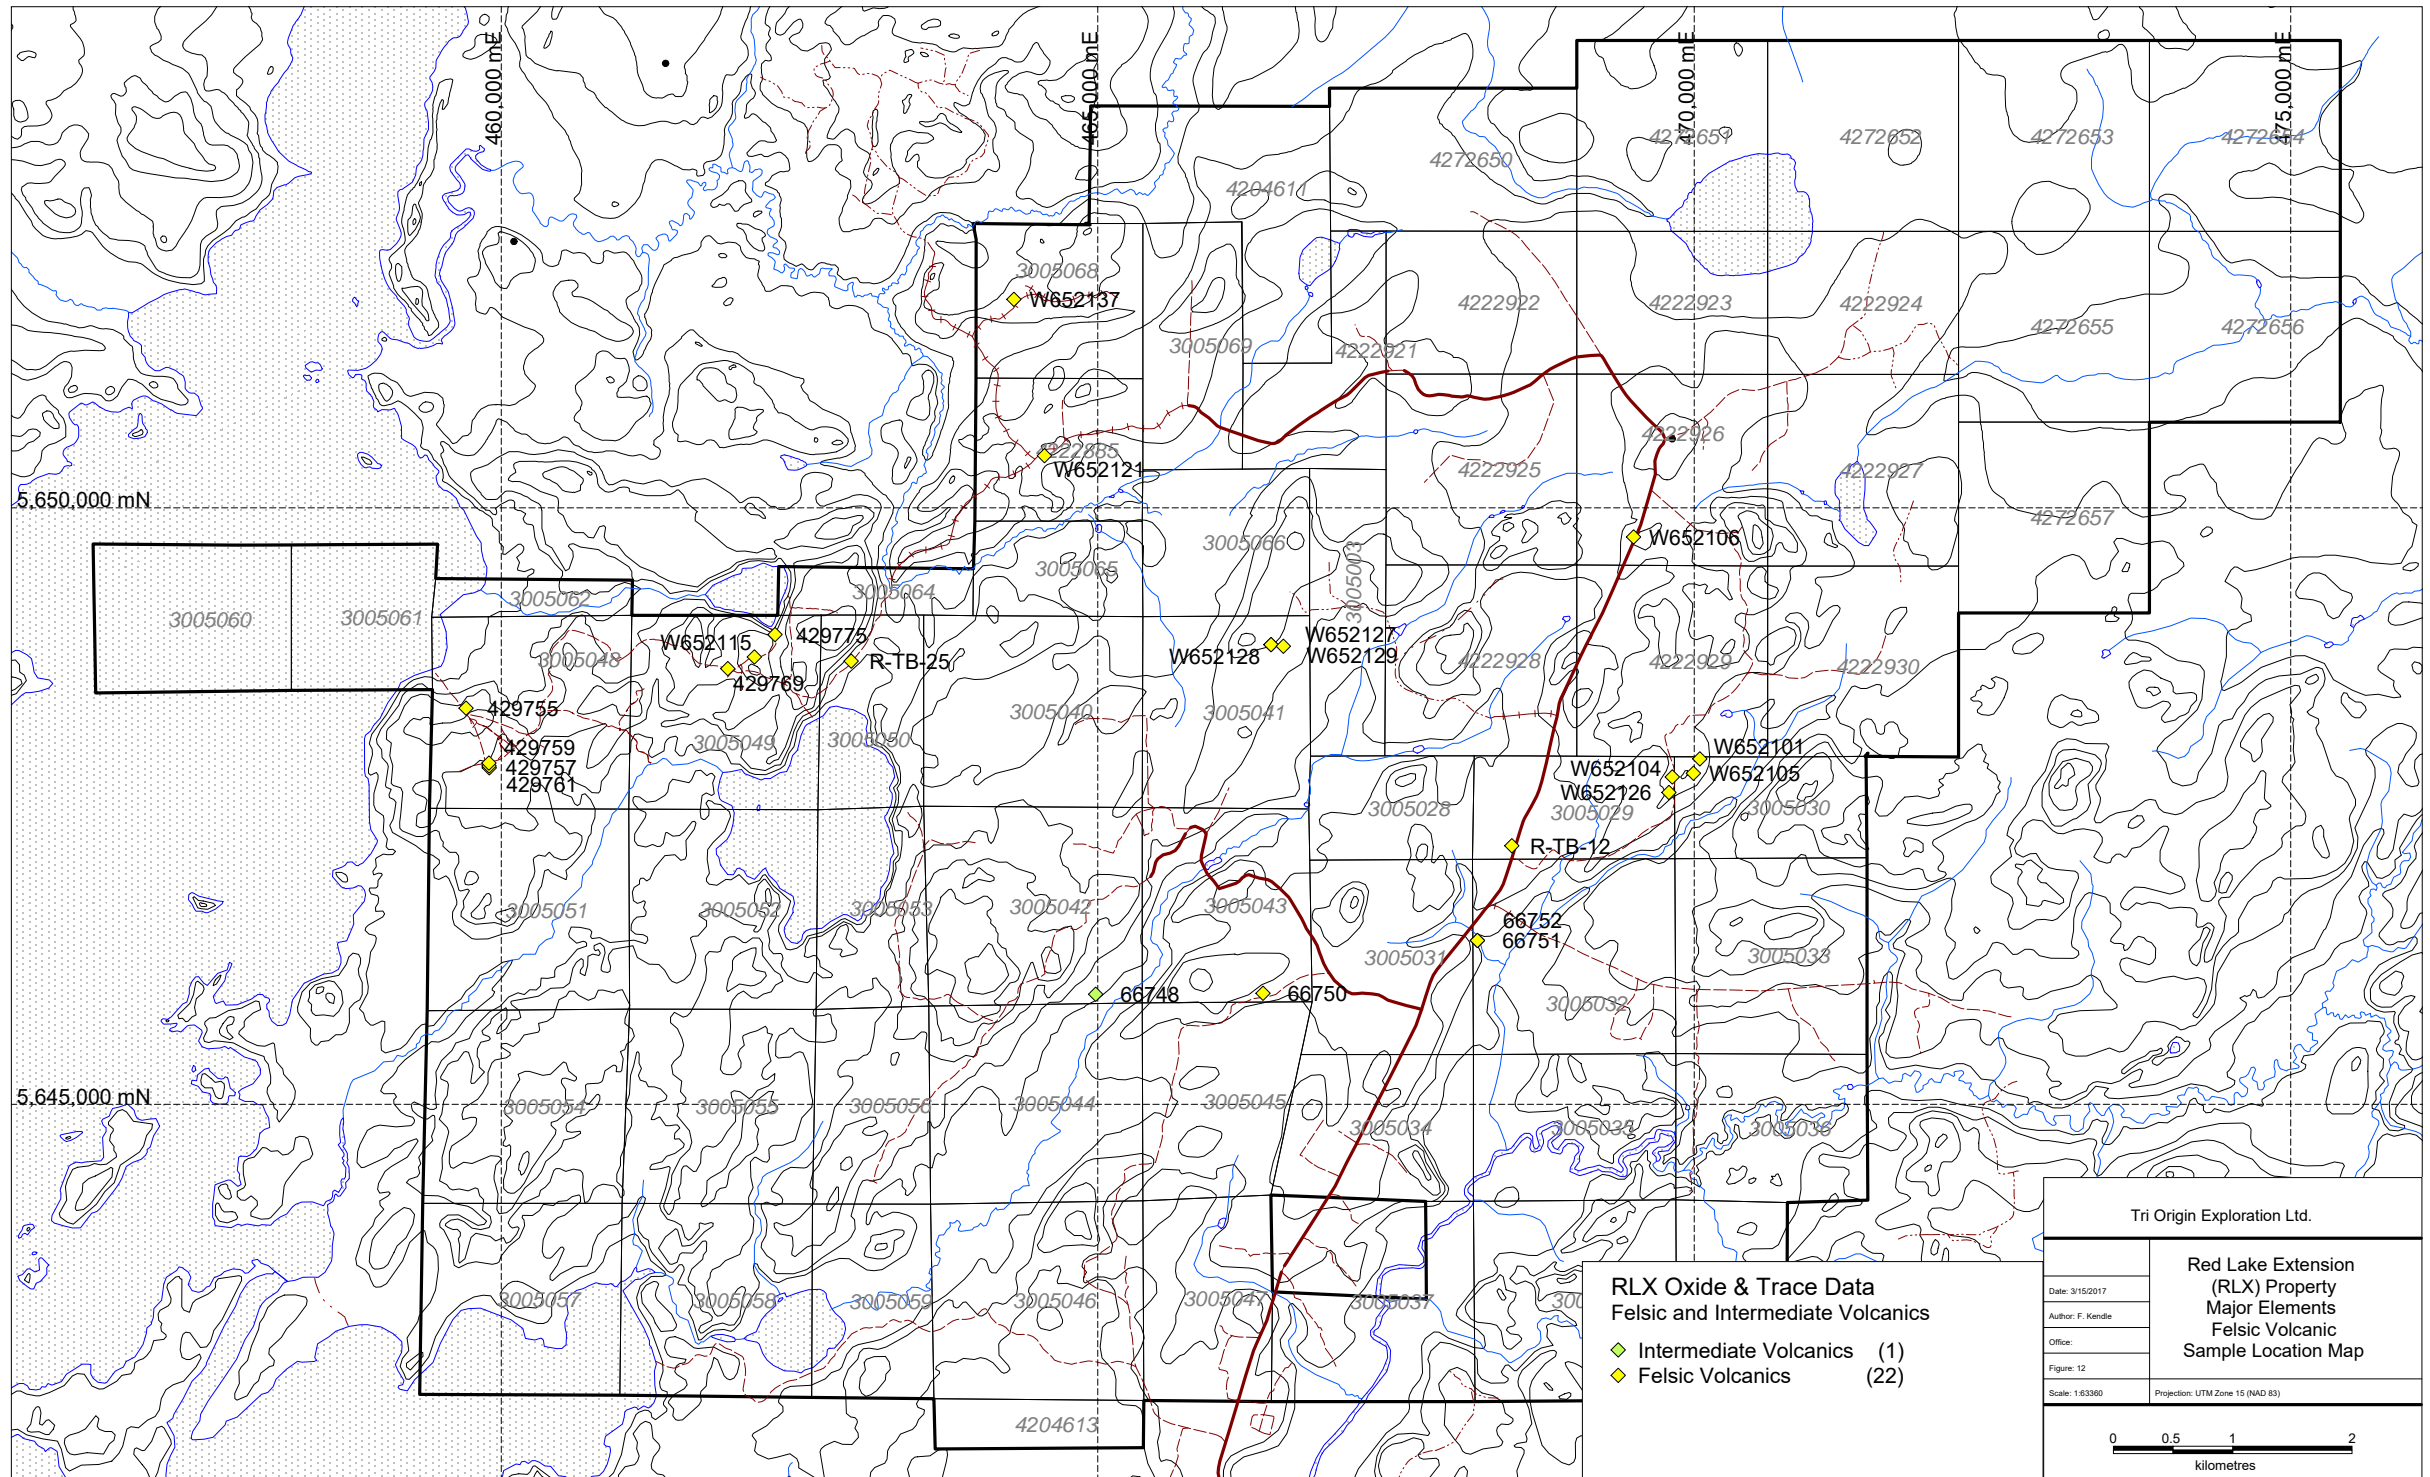 460,000 mE
465,000 mE
470,000 mE
475,000 mE
4272651
4272652
4272653
4272654
4272650
4204611
3005068
W652137
4222922
4222923
4222924
4272655
4272656
3005069
4222921
4222926
4222885
W652121
4222925
4222927
5,650,000 mN
4272657
W652106
3005066
3005003
3005065
3005064
3005062
3005060
3005061
W652115
429775
W652127
W652128
W652129
3005048
R-TB-25
4222928
4222929
4222930
429769
429755
3005040
3005041
3005049
3005050
429759
429757
429761
W652101
W652104
W652105
W652126
3005028
3005029
3005030
R-TB-12
3005051
3005052
3005053
3005042
3005043
66752
66751
3005031
3005033
66748
66750
3005032
5,645,000 mN
3005054
3005055
3005056
3005044
3005045
3005034
3005035
3005036
3005057
3005058
3005059
3005046
3005047
3005037
4204613
RLX Oxide & Trace Data
Felsic and Intermediate Volcanics
Intermediate Volcanics (1)
Felsic Volcanics (22)
Tri Origin Exploration Ltd.
Red Lake Extension
(RLX) Property
Major Elements
Felsic Volcanic
Sample Location Map
Date: 3/15/2017
Author: F. Kendle
Office:
Figure: 12
Scale: 1:63360
Projection: UTM Zone 15 (NAD 83)
0 0.5 1 2
kilometres